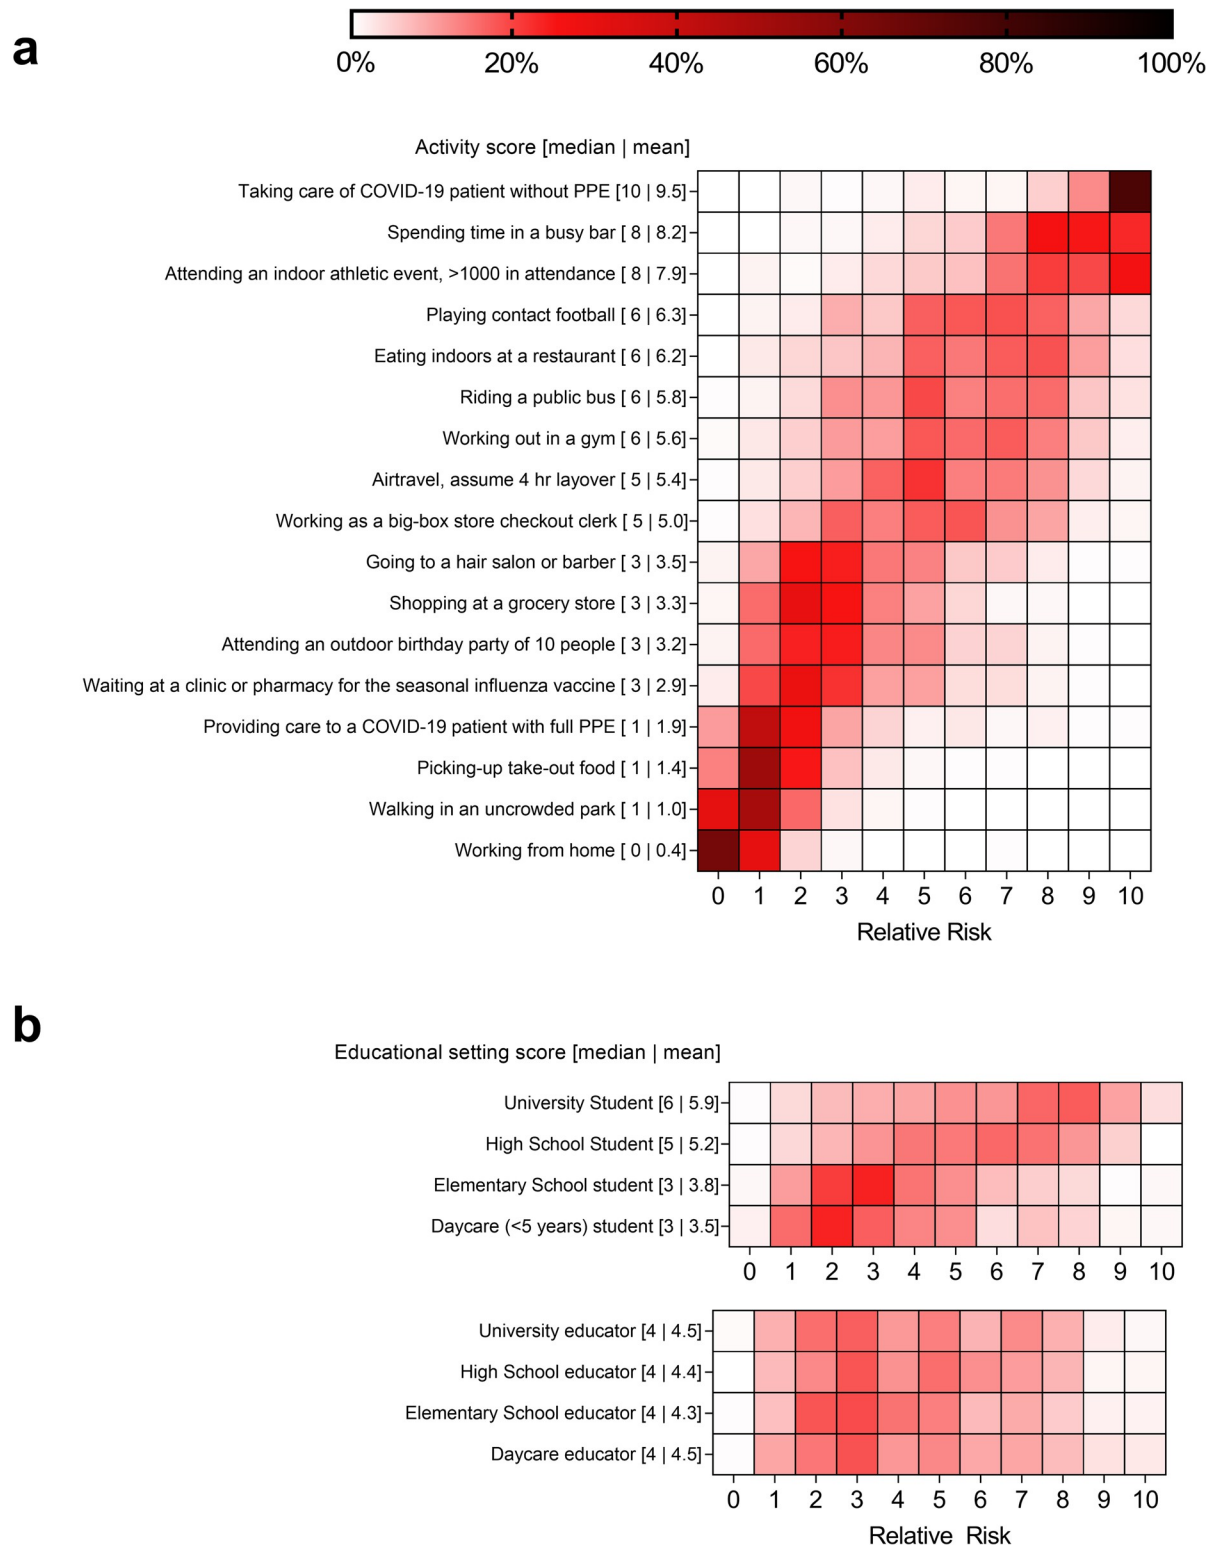 a
0% 20% 40% 60% 80% 100%
Activity score [median | mean]
Taking care of COVID-19 patient without PPE [10 | 9.5]
Spending time in a busy bar [ 8 | 8.2]
Attending an indoor athletic event, >1000 in attendance [ 8 | 7.9]
Playing contact football [ 6 | 6.3]
Eating indoors at a restaurant [ 6 | 6.2]
Riding a public bus [ 6 | 5.8]
Working out in a gym [ 6 | 5.6]
Airtravel, assume 4 hr layover [ 5 | 5.4]
Working as a big-box store checkout clerk [ 5 | 5.0]
Going to a hair salon or barber [ 3 | 3.5]
Shopping at a grocery store [ 3 | 3.3]
Attending an outdoor birthday party of 10 people [ 3 | 3.2]
Waiting at a clinic or pharmacy for the seasonal influenza vaccine [ 3 | 2.9]
Providing care to a COVID-19 patient with full PPE [ 1 | 1.9]
Picking-up take-out food [ 1 | 1.4]
Walking in an uncrowded park [ 1 | 1.0]
Working from home [ 0 | 0.4]
0 1 2 3 4 5 6 7 8 9 10
Relative Risk
b
Educational setting score [median | mean]
University Student [6 | 5.9]
High School Student [5 | 5.2]
Elementary School student [3 | 3.8]
Daycare (<5 years) student [3 | 3.5]
0 1 2 3 4 5 6 7 8 9 10
University educator [4 | 4.5]
High School educator [4 | 4.4]
Elementary School educator [4 | 4.3]
Daycare educator [4 | 4.5]
0 1 2 3 4 5 6 7 8 9 10
Relative Risk